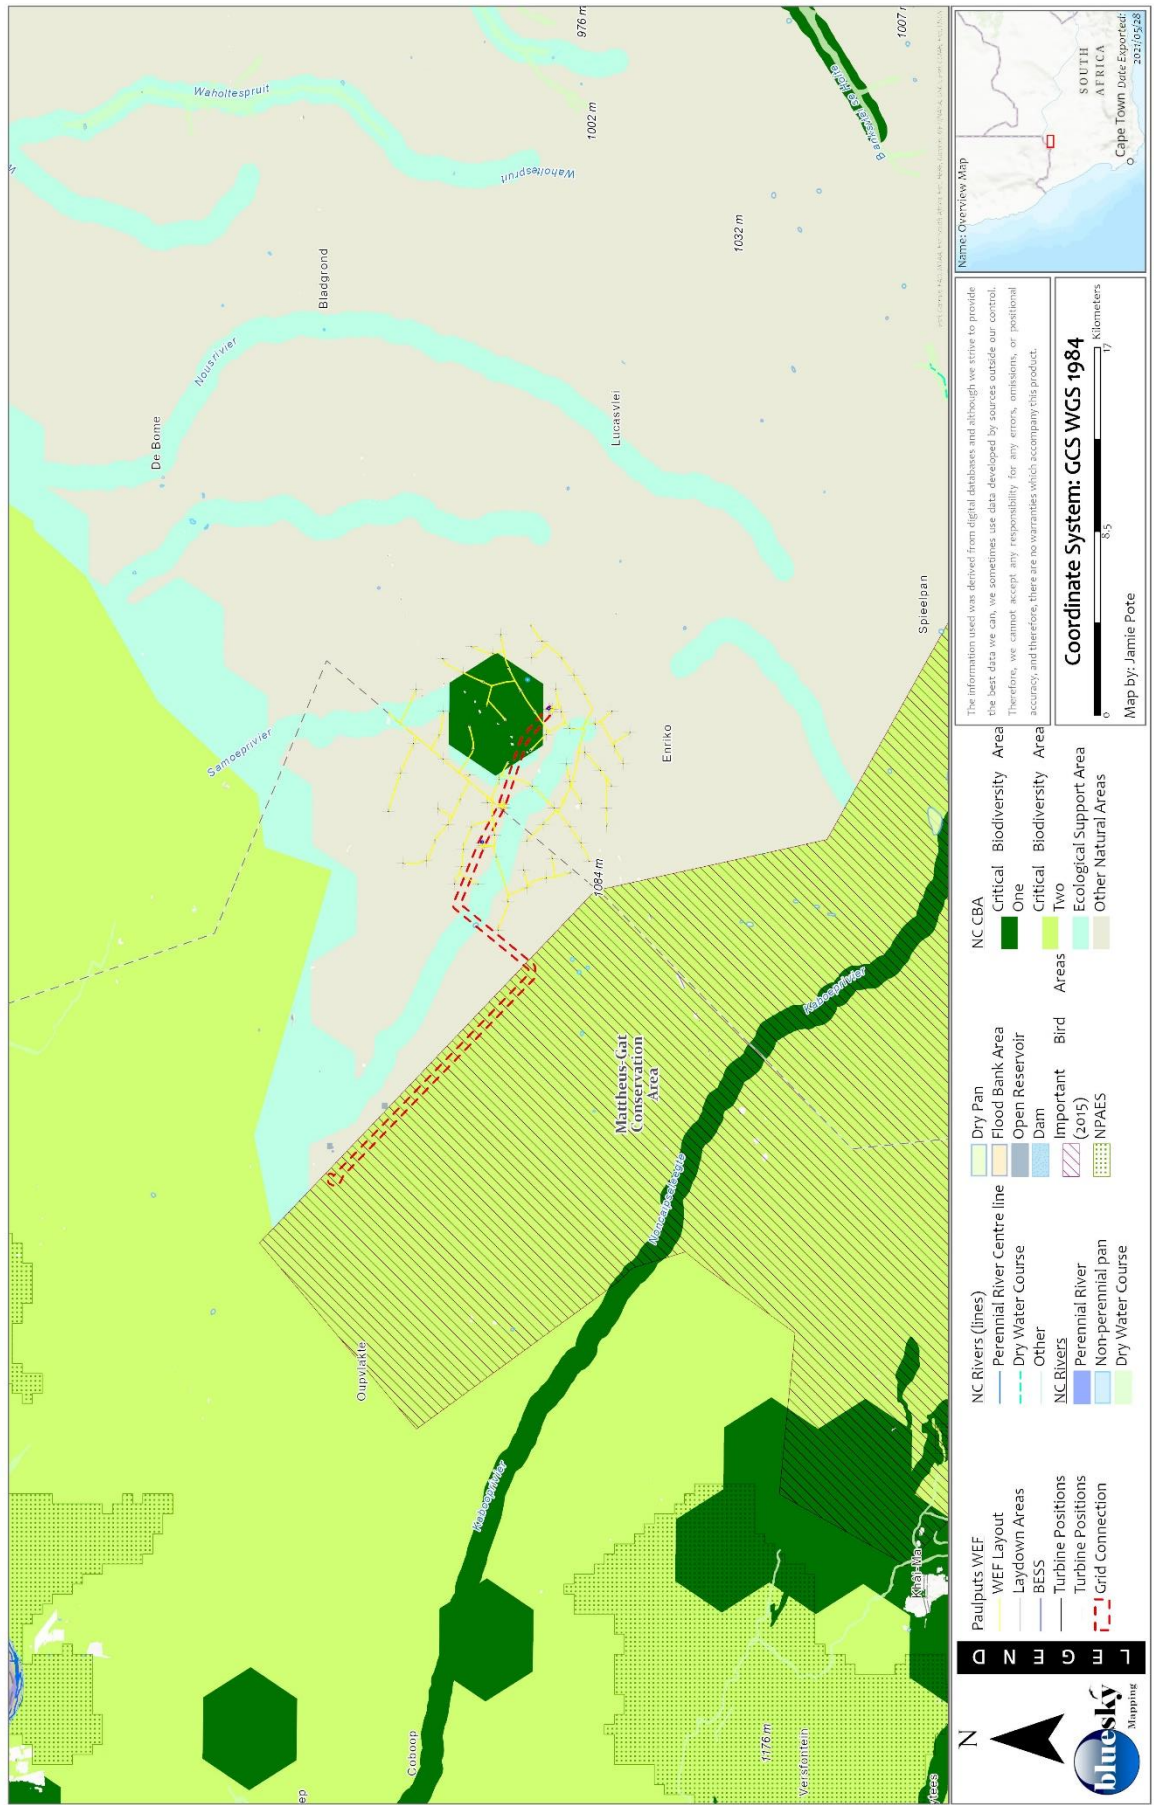 976 m
1007 m
Waholtespruit
1002 m
Waholtespruit
1032 m
Bladgrond
Nousrivier
De Bome
Lucasvlei
Spieelpan
Samoeprivier
Enriko
1084 m
Kaboeprivier
Mattheus-Gat
Conservation
Area
Noncaipseleegte
Oupvlakte
Kaboeprivier
Khai-Ma
Coboop
1176 m
Versfontein
N
bluesky
Mapping
LEGEND
Paulputs WEF
WEF Layout
Laydown Areas
BESS
Turbine Positions
Turbine Positions
Grid Connection
NC Rivers (lines)
Perennial River Centre line
Dry Water Course
Other
NC Rivers
Perennial River
Non-perennial pan
Dry Water Course
Dry Pan
Flood Bank Area
Open Reservoir
Dam
Important Bird Areas
(2015)
NPAES
NC CBA
Critical Biodiversity Area
One
Critical Biodiversity Area
Two
Ecological Support Area
Other Natural Areas
The information used was derived from digital databases and although we strive to provide
the best data we can, we sometimes use data developed by sources outside our control.
Therefore, we cannot accept any responsibility for any errors, omissions, or positional
accuracy, and therefore, there are no warranties which accompany this product.
Coordinate System: GCS WGS 1984
0 8.5 17
Kilometers
Map by: Jamie Pote
Name: Overview Map
SOUTH
AFRICA
Cape Town
Date Exported:
2021/05/28